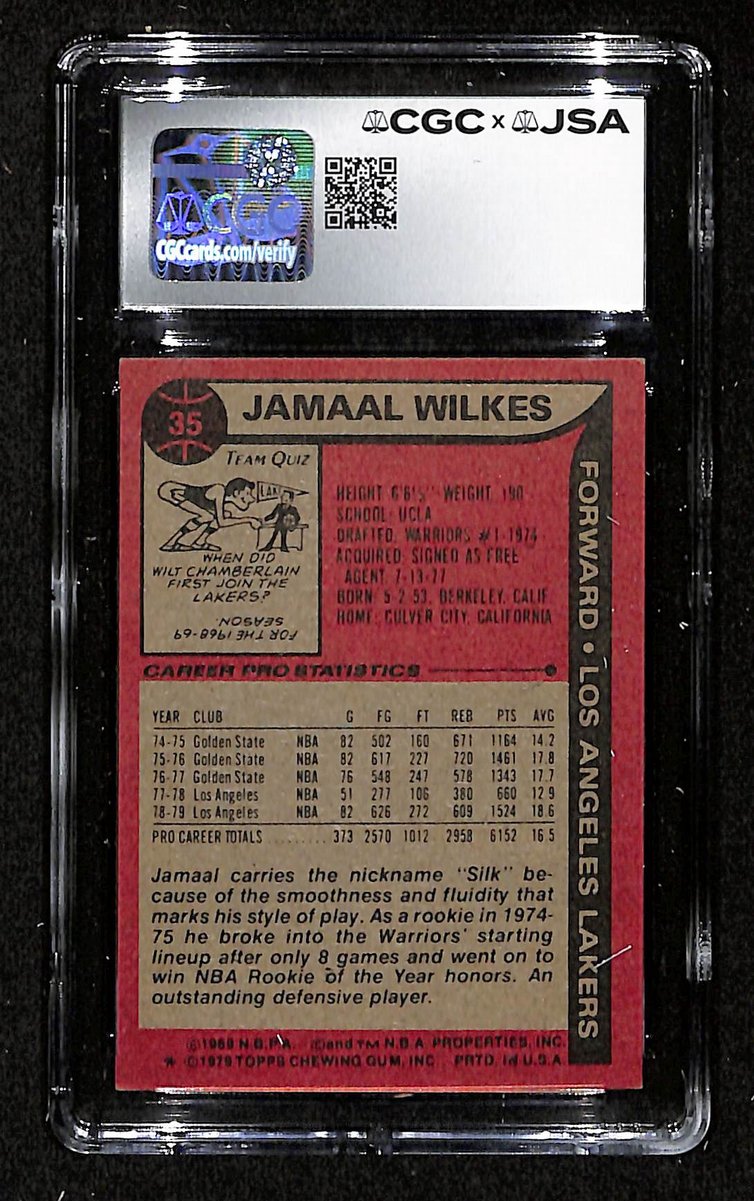 CGC x JSA
CGC
CGCcards.com/verify
35
JAMAAL WILKES
TEAM QUIZ
LAK
WHEN DID
WILT CHAMBERLAIN
FIRST JOIN THE
LAKERS?
FOR THE 1968-69
SEASON.
HEIGHT 6'6½" WEIGHT: 190
SCHOOL: UCLA
DRAFTED: WARRIORS #1-1974
ACQUIRED: SIGNED AS FREE
AGENT 7-13-77
BORN: 5-2-53, BERKELEY, CALIF.
HOME: CULVER CITY, CALIFORNIA
FORWARD • LOS ANGELES LAKERS
CAREER PRO STATISTICS
YEAR CLUB G FG FT REB PTS AVG
74-75 Golden State NBA 82 502 160 671 1164 14.2
75-76 Golden State NBA 82 617 227 720 1461 17.8
76-77 Golden State NBA 76 548 247 578 1343 17.7
77-78 Los Angeles NBA 51 277 106 380 660 12.9
78-79 Los Angeles NBA 82 626 272 609 1524 18.6
PRO CAREER TOTALS ......... 373 2570 1012 2958 6152 16.5
Jamaal carries the nickname "Silk" be-
cause of the smoothness and fluidity that
marks his style of play. As a rookie in 1974-
75 he broke into the Warriors' starting
lineup after only 8 games and went on to
win NBA Rookie of the Year honors. An
outstanding defensive player.
N.B.P.A. ©and TM N.B.A. PROPERTIES, INC.
* ©1979 TOPPS CHEWING GUM, INC. PRTD. IN U.S.A.